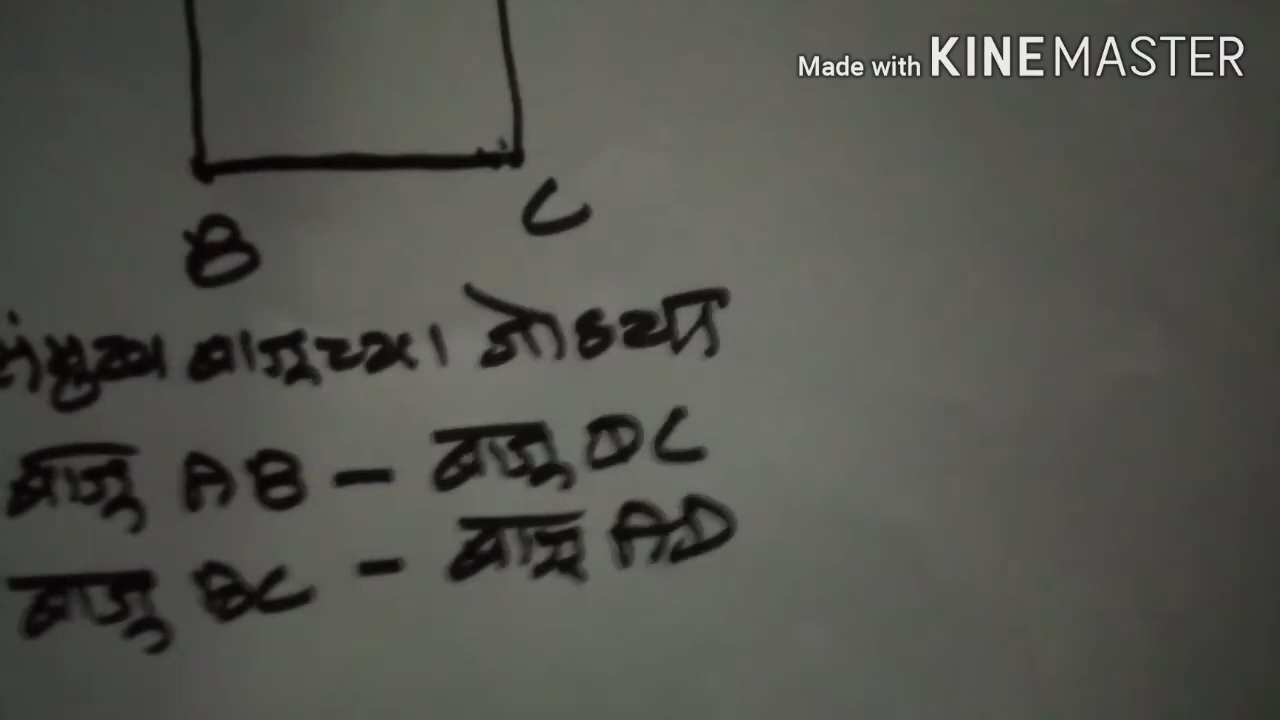 Made with KINEMASTER
B
C
संमुख बाजूच्या जोड्या
बाजू AB - बाजू DC
बाजू BC - बाजू AD